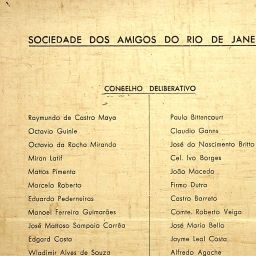 SOCIEDADE DOS AMIGOS DO RIO DE JANE
CONSELHO DELIBERATIVO
Raymundo de Castro Maya
Octavio Guinle
Octavio da Rocha Miranda
Miran Latif
Mattos Pimenta
Marcelo Roberto
Eduardo Pederneiras
Manoel Ferreira Guimarães
José Mattoso Sampaio Corrêa
Edgard Costa
Wladimir Alves de Souza
Paulo Bittencourt
Claudio Ganns
José do Nascimento Britto
Cel. Ivo Borges
João Macedo
Firmo Dutra
Castro Barreto
Comte. Roberto Veiga
José Mario Bello
Jayme Leal Costa
Alfredo Agache